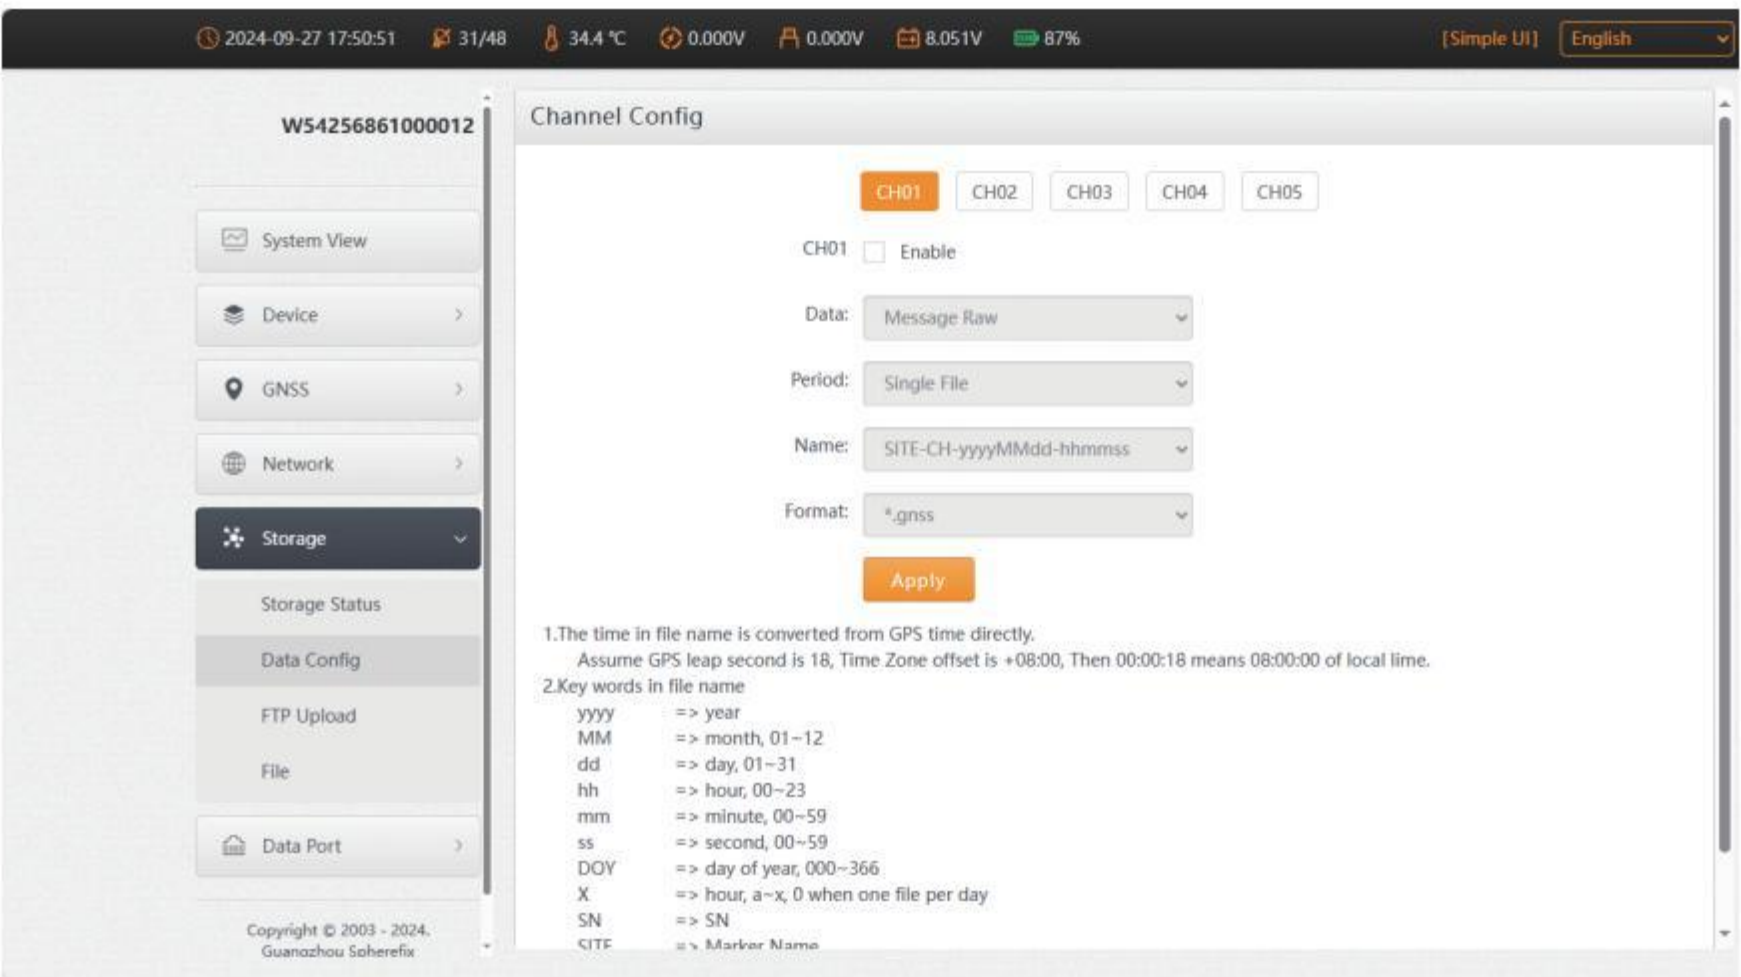 2024-09-27 17:50:51 31/48 34.4 ℃ 0.000V 0.000V 8.051V 87% [Simple UI] English
W54256861000012
System View
Device
GNSS
Network
Storage
Storage Status
Data Config
FTP Upload
File
Data Port
Copyright © 2003 - 2024.
Guangzhou Spherefix
Channel Config
CH01 CH02 CH03 CH04 CH05
CH01 Enable
Data: Message Raw
Period: Single File
Name: SITE-CH-yyyyMMdd-hhmmss
Format: *.gnss
Apply
1.The time in file name is converted from GPS time directly.
Assume GPS leap second is 18, Time Zone offset is +08:00, Then 00:00:18 means 08:00:00 of local lime.
2.Key words in file name
yyyy => year
MM => month, 01~12
dd => day, 01~31
hh => hour, 00~23
mm => minute, 00~59
ss => second, 00~59
DOY => day of year, 000~366
X => hour, a~x, 0 when one file per day
SN => SN
SITE => Marker Name